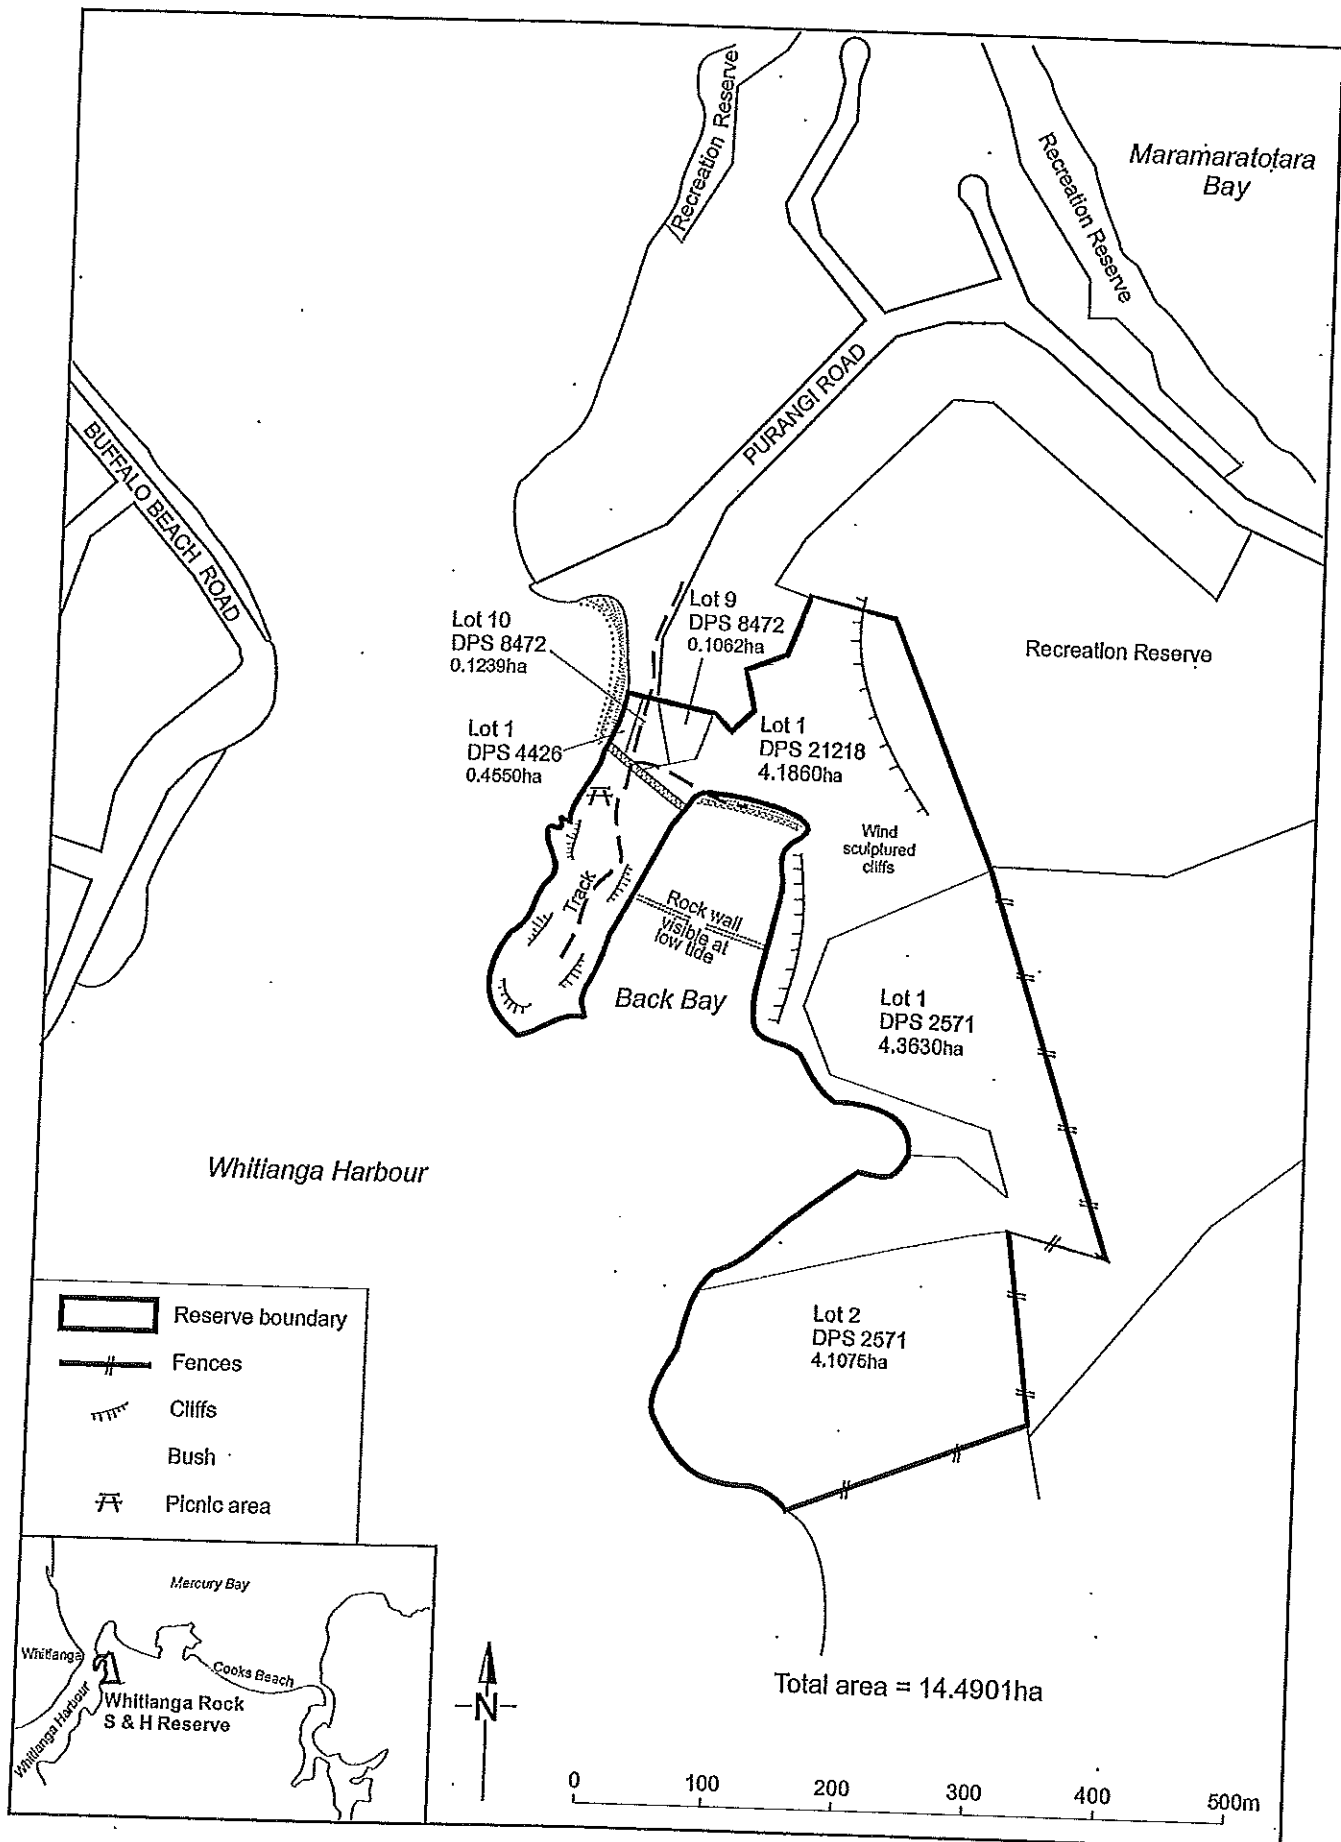 Recreation Reserve
Maramaratotara
Bay
Recreation Reserve
PURANGI ROAD
BUFFALO BEACH ROAD
Lot 10
DPS 8472
0.1239ha
Lot 9
DPS 8472
0.1062ha
Recreation Reserve
Lot 1
DPS 4426
0.4550ha
Lot 1
DPS 21218
4.1860ha
Wind
sculptured
cliffs
Track
Rock wall
visible at
low tide
Back Bay
Lot 1
DPS 2571
4.3630ha
Whitianga Harbour
Lot 2
DPS 2571
4.1075ha
Reserve boundary
Fences
Cliffs
Bush
Picnic area
Mercury Bay
Whitianga
Cooks Beach
Whitianga Rock
S & H Reserve
Whitianga Harbour
N
Total area = 14.4901ha
0 100 200 300 400 500m